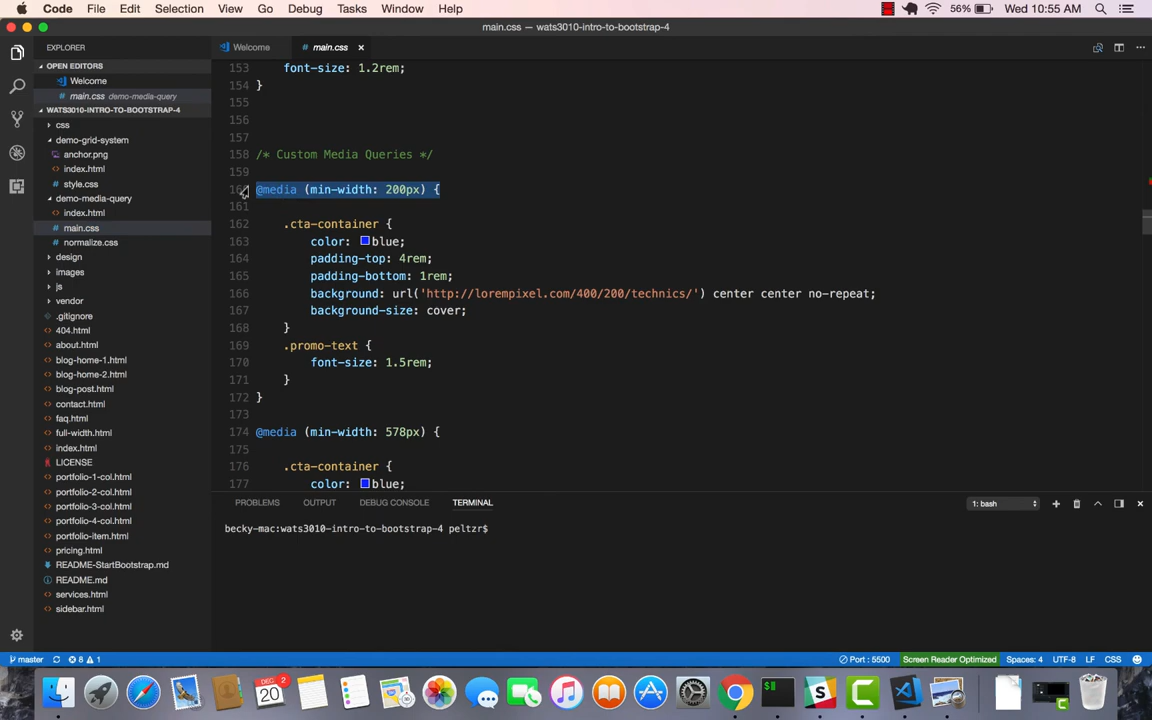 Code File Edit Selection View Go Debug Tasks Window Help 56% Wed 10:55 AM
main.css — wats3010-intro-to-bootstrap-4
EXPLORER
OPEN EDITORS
Welcome
main.css demo-media-query
WATS3010-INTRO-TO-BOOTSTRAP-4
css
demo-grid-system
anchor.png
index.html
style.css
demo-media-query
index.html
main.css
normalize.css
design
images
js
vendor
.gitignore
404.html
about.html
blog-home-1.html
blog-home-2.html
blog-post.html
contact.html
faq.html
full-width.html
index.html
LICENSE
portfolio-1-col.html
portfolio-2-col.html
portfolio-3-col.html
portfolio-4-col.html
portfolio-item.html
pricing.html
README-StartBootstrap.md
README.md
services.html
sidebar.html
Welcome # main.css
153 font-size: 1.2rem;
154 }
155
156
157
158 /* Custom Media Queries */
159
160 @media (min-width: 200px) {
161
162 .cta-container {
163 color: blue;
164 padding-top: 4rem;
165 padding-bottom: 1rem;
166 background: url('http://lorempixel.com/400/200/technics/') center center no-repeat;
167 background-size: cover;
168 }
169 .promo-text {
170 font-size: 1.5rem;
171 }
172 }
173
174 @media (min-width: 578px) {
175
176 .cta-container {
177 color: blue;
PROBLEMS OUTPUT DEBUG CONSOLE TERMINAL 1: bash
becky-mac:wats3010-intro-to-bootstrap-4 peltzr$
master 8 1 Port : 5500 Screen Reader Optimized Spaces: 4 UTF-8 LF CSS
DEC 20 2